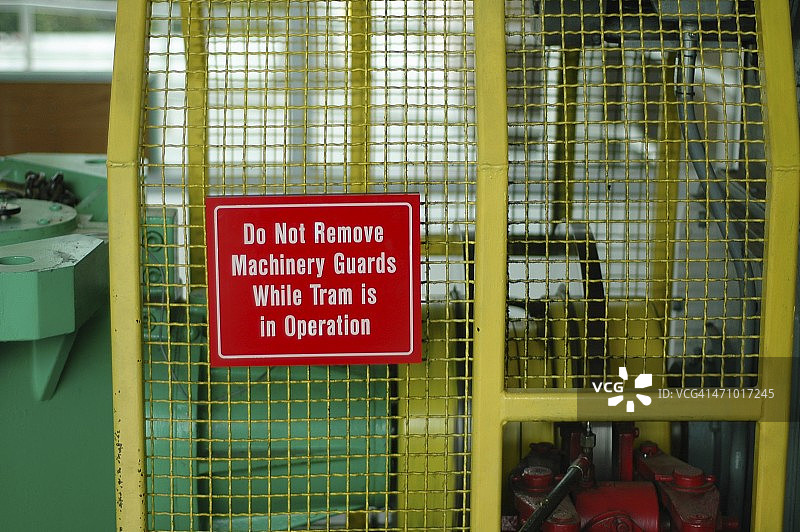 Do Not Remove
Machinery Guards
While Tram is
in Operation
VCG
ID: VCG41471017245